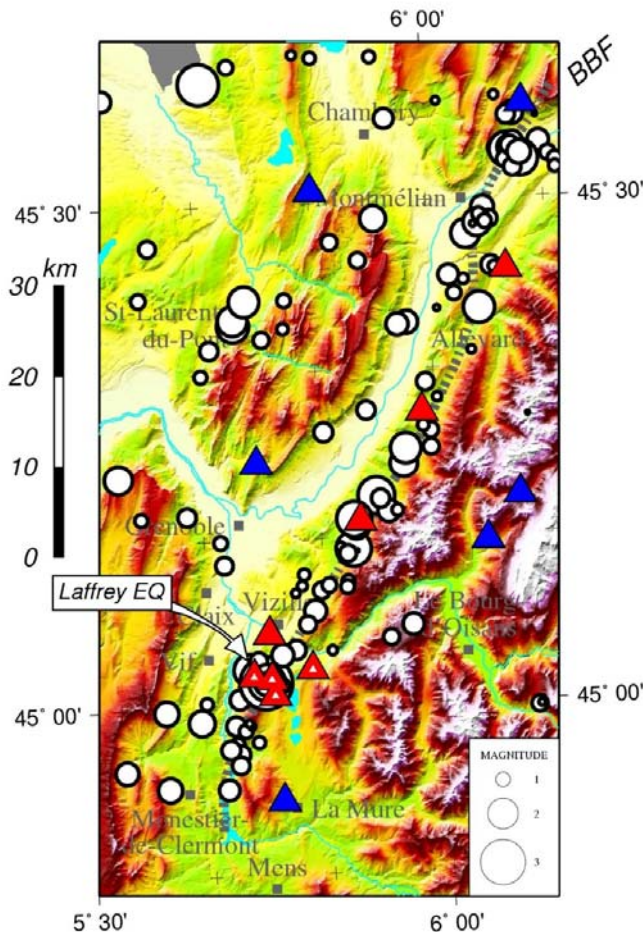 6° 00'
BBF
Chambéry
Montmélian
45° 30'
45° 30'
km
30
20
10
0
St-Laurent
du-Pont
Allevard
Grenoble
Laffrey EQ
Vizille
Le Bourg
Oisans
Vif
45° 00'
45° 00'
MAGNITUDE
1
2
3
La Mure
Monestier-
de-Clermont
Mens
5° 30'
6° 00'